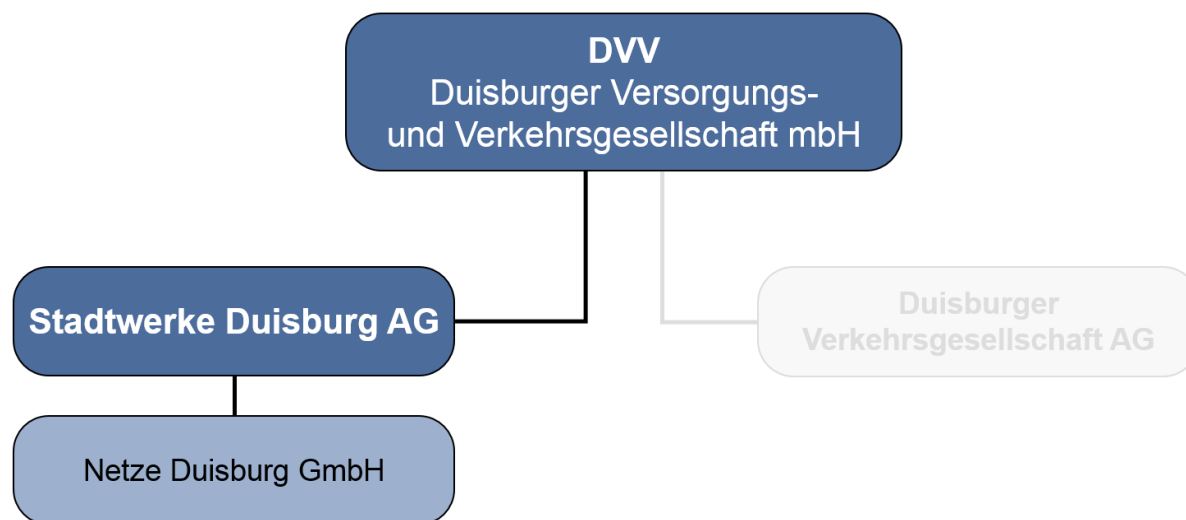 DVV
Duisburger Versorgungs-
und Verkehrsgesellschaft mbH
Stadtwerke Duisburg AG
Duisburger
Verkehrsgesellschaft AG
Netze Duisburg GmbH